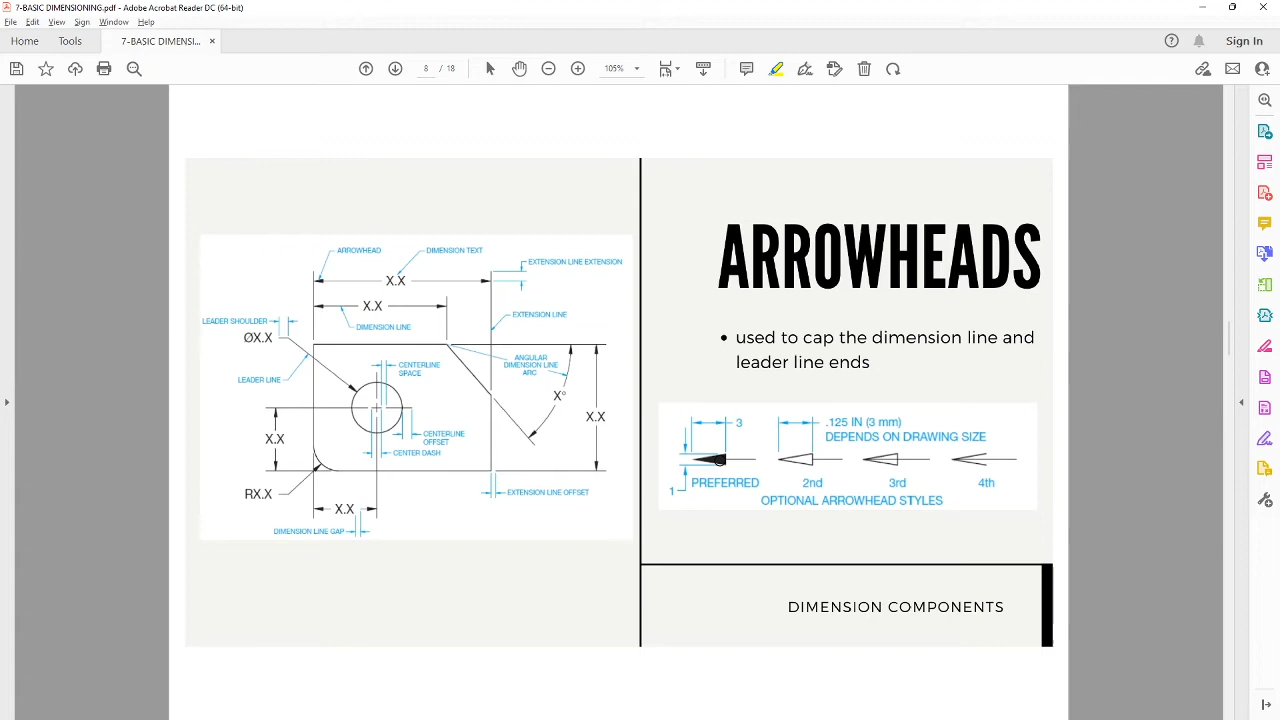 7-BASIC DIMENSIONING.pdf - Adobe Acrobat Reader DC (64-bit)
File Edit View Sign Window Help
Home Tools 7-BASIC DIMENSI... × Sign In
8 / 18 105%
ARROWHEAD
DIMENSION TEXT
EXTENSION LINE EXTENSION
X.X
X.X
LEADER SHOULDER
EXTENSION LINE
DIMENSION LINE
ØX.X
CENTERLINE
SPACE
ANGULAR
DIMENSION LINE
ARC
LEADER LINE
X°
X.X
X.X
CENTERLINE
OFFSET
CENTER DASH
RX.X
EXTENSION LINE OFFSET
X.X
DIMENSION LINE GAP
ARROWHEADS
• used to cap the dimension line and
leader line ends
3
.125 IN (3 mm)
DEPENDS ON DRAWING SIZE
1
PREFERRED 2nd 3rd 4th
OPTIONAL ARROWHEAD STYLES
DIMENSION COMPONENTS